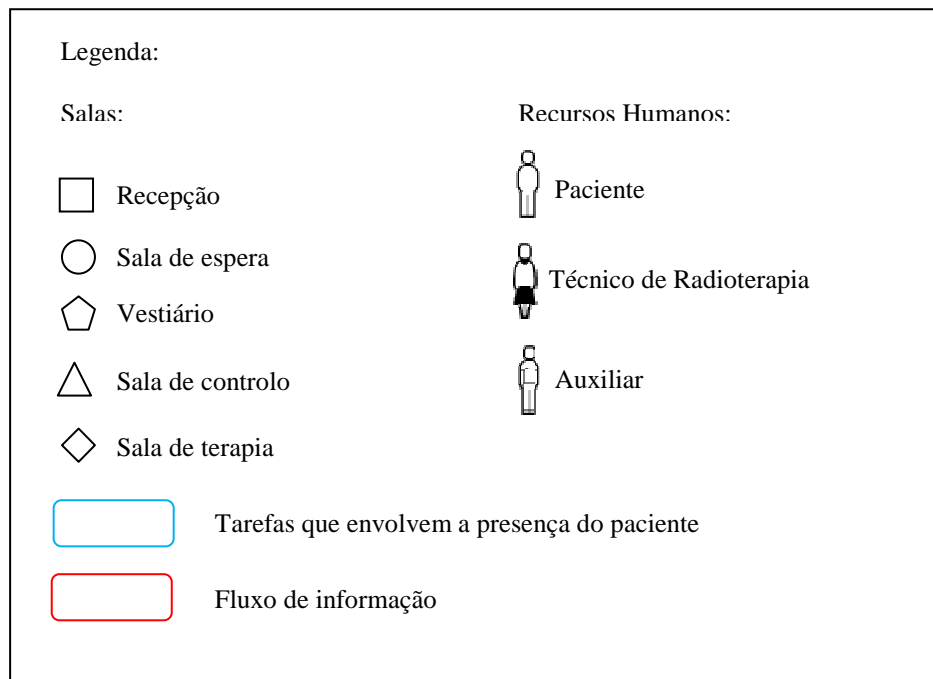 Legenda:
Salas:
Recursos Humanos:
Recepção
Paciente
Sala de espera
Técnico de Radioterapia
Vestiário
Sala de controlo
Auxiliar
Sala de terapia
Tarefas que envolvem a presença do paciente
Fluxo de informação